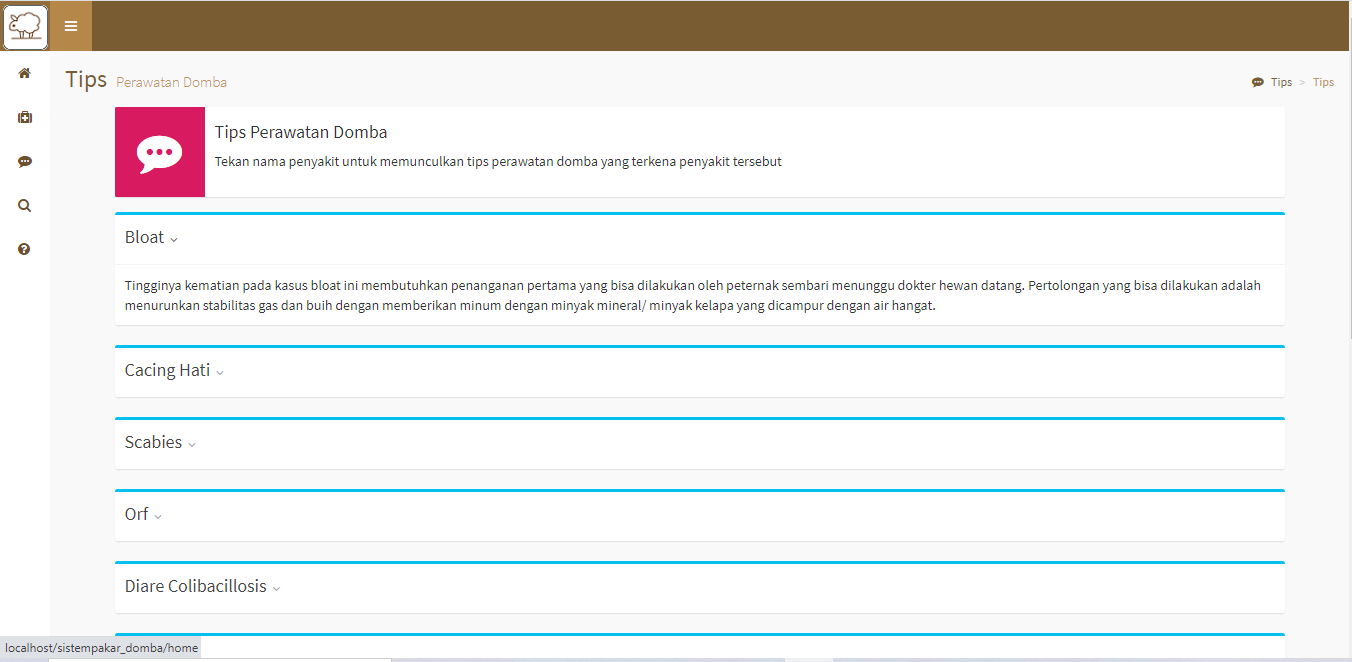 Tips Perawatan Domba
Tips > Tips
Tips Perawatan Domba
Tekan nama penyakit untuk memunculkan tips perawatan domba yang terkena penyakit tersebut
Bloat
Tingginya kematian pada kasus bloat ini membutuhkan penanganan pertama yang bisa dilakukan oleh peternak sembari menunggu dokter hewan datang. Pertolongan yang bisa dilakukan adalah
menurunkan stabilitas gas dan buih dengan memberikan minum dengan minyak mineral/ minyak kelapa yang dicampur dengan air hangat.
Cacing Hati
Scabies
Orf
Diare Colibacillosis
localhost/sistempakar_domba/home